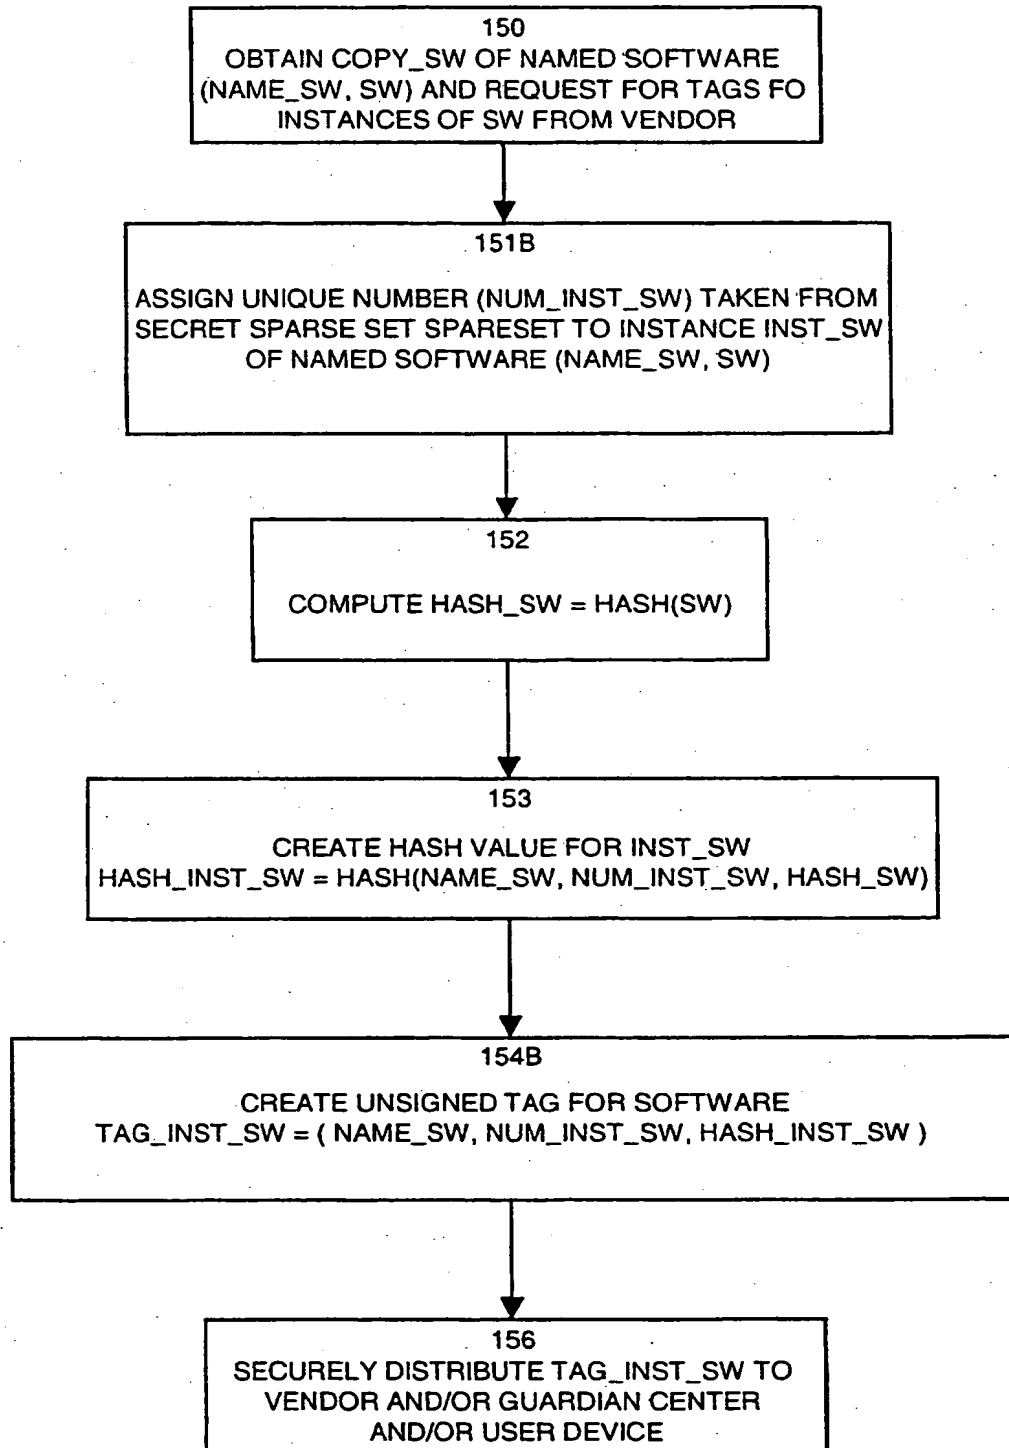 150
OBTAIN COPY_SW OF NAMED SOFTWARE
(NAME_SW, SW) AND REQUEST FOR TAGS FO
INSTANCES OF SW FROM VENDOR
151B
ASSIGN UNIQUE NUMBER (NUM_INST_SW) TAKEN FROM
SECRET SPARSE SET SPARESET TO INSTANCE INST_SW
OF NAMED SOFTWARE (NAME_SW, SW)
152
COMPUTE HASH_SW = HASH(SW)
153
CREATE HASH VALUE FOR INST_SW
HASH_INST_SW = HASH(NAME_SW, NUM_INST_SW, HASH_SW)
154B
CREATE UNSIGNED TAG FOR SOFTWARE
TAG_INST_SW = ( NAME_SW, NUM_INST_SW, HASH_INST_SW )
156
SECURELY DISTRIBUTE TAG_INST_SW TO
VENDOR AND/OR GUARDIAN CENTER
AND/OR USER DEVICE